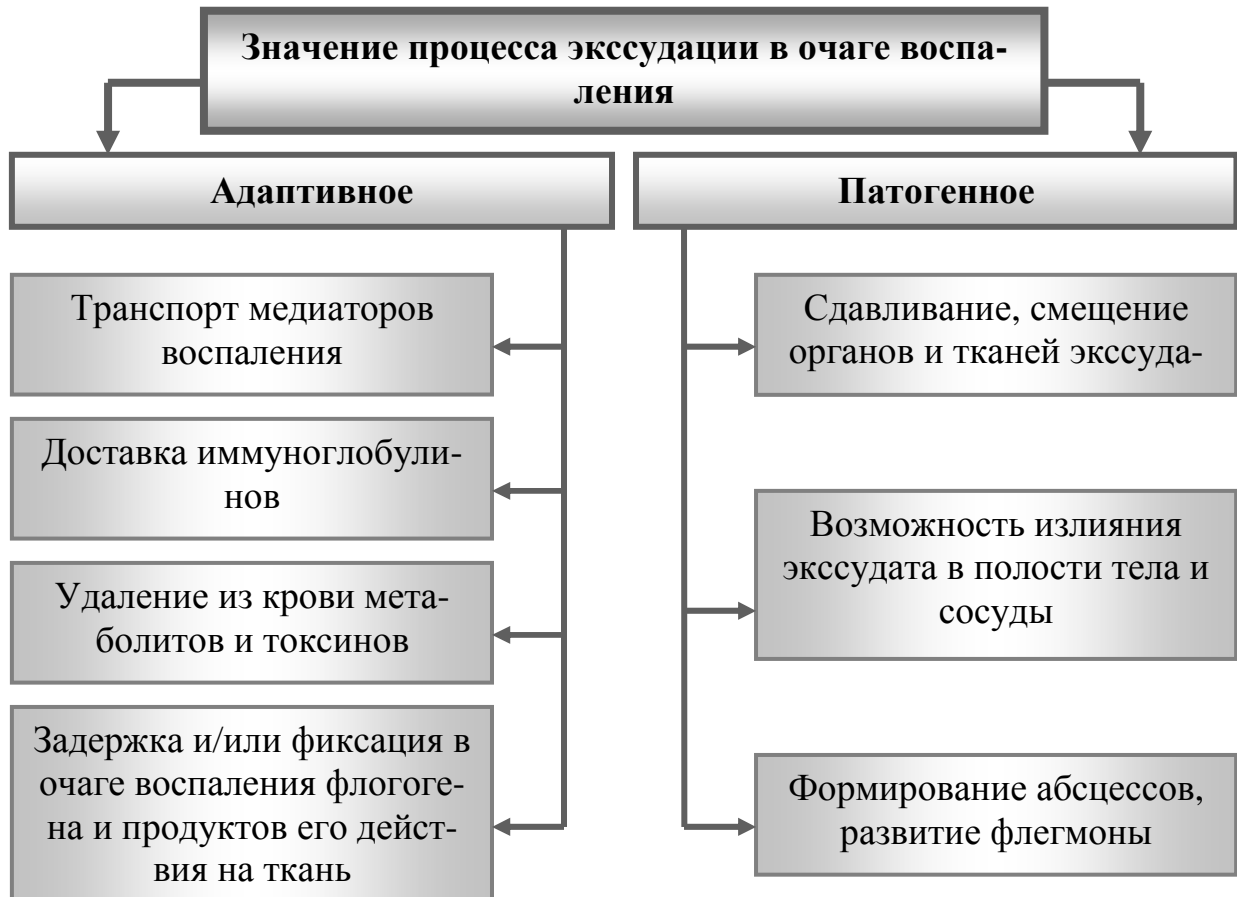 Значение процесса экссудации в очаге воспа-
ления
Адаптивное
Транспорт медиаторов
воспаления
Доставка иммуноглобули-
нов
Удаление из крови мета-
болитов и токсинов
Задержка и/или фиксация в
очаге воспаления флогоге-
на и продуктов его дейст-
вия на ткань
Патогенное
Сдавливание, смещение
органов и тканей экссуда-
Возможность излияния
экссудата в полости тела и
сосуды
Формирование абсцессов,
развитие флегмоны